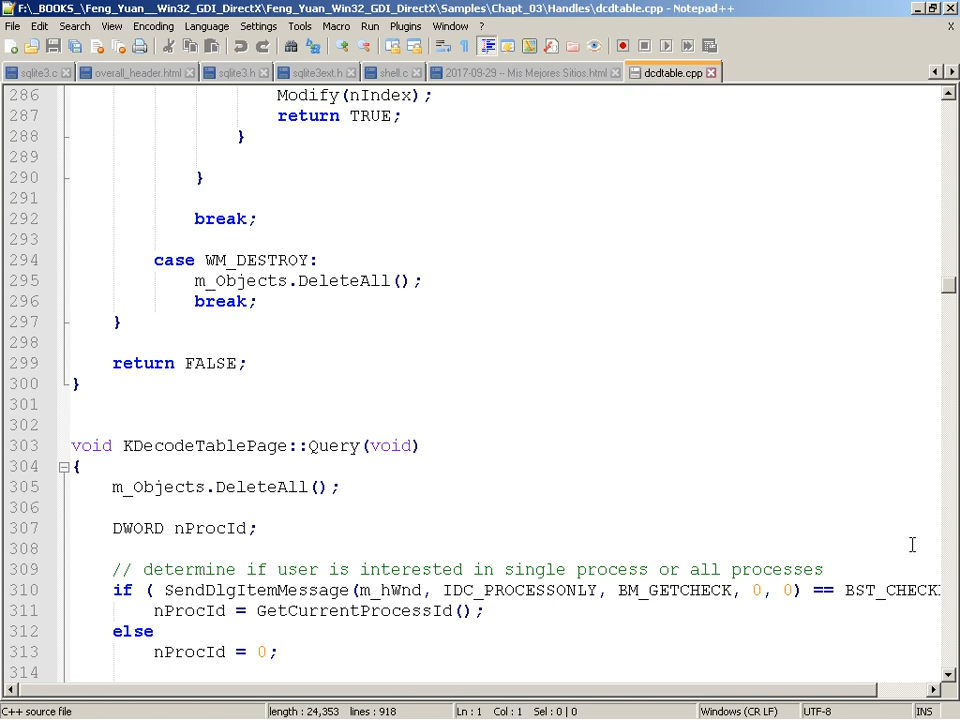 F:\_BOOKS_\Feng_Yuan__Win32_GDI_DirectX\Feng_Yuan_Win32_GDI_DirectX\Samples\Chapt_03\Handles\dcdtable.cpp - Notepad++
File Edit Search View Encoding Language Settings Tools Macro Run Plugins Window ? X
sqlite3.c overall_header.html sqlite3.h sqlite3ext.h shell.c 2017-09-29 -- Mis Mejores Sitios.html dcdtable.cpp
286 Modify(nIndex);
287 return TRUE;
288 }
289
290 }
291
292 break;
293
294 case WM_DESTROY:
295 m_Objects.DeleteAll();
296 break;
297 }
298
299 return FALSE;
300 }
301
302
303 void KDecodeTablePage::Query(void)
304 {
305 m_Objects.DeleteAll();
306
307 DWORD nProcId;
308
309 // determine if user is interested in single process or all processes
310 if ( SendDlgItemMessage(m_hWnd, IDC_PROCESSONLY, BM_GETCHECK, 0, 0) == BST_CHECK
311 nProcId = GetCurrentProcessId();
312 else
313 nProcId = 0;
314
C++ source file length : 24,353 lines : 918 Ln : 1 Col : 1 Sel : 0 | 0 Windows (CR LF) UTF-8 INS